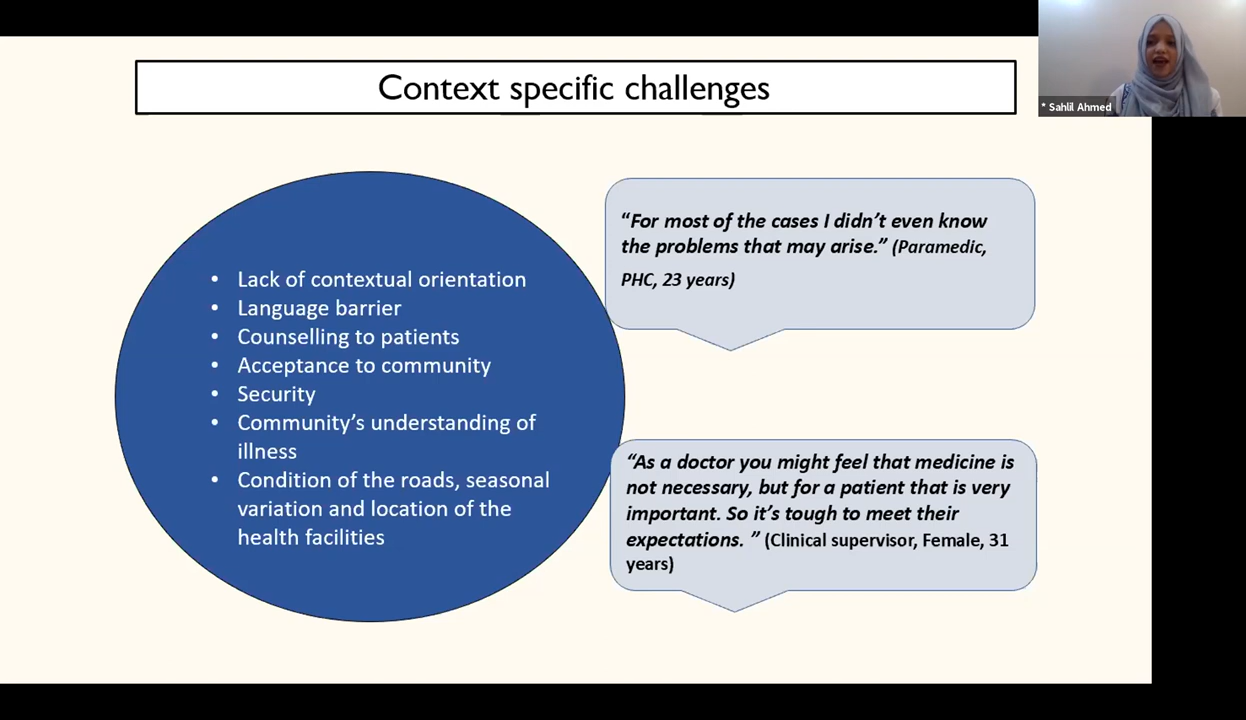 Context specific challenges
* Sahlil Ahmed
“For most of the cases I didn’t even know
the problems that may arise.” (Paramedic,
PHC, 23 years)
• Lack of contextual orientation
• Language barrier
• Counselling to patients
• Acceptance to community
• Security
• Community’s understanding of
illness
• Condition of the roads, seasonal
variation and location of the
health facilities
“As a doctor you might feel that medicine is
not necessary, but for a patient that is very
important. So it’s tough to meet their
expectations. ” (Clinical supervisor, Female, 31
years)